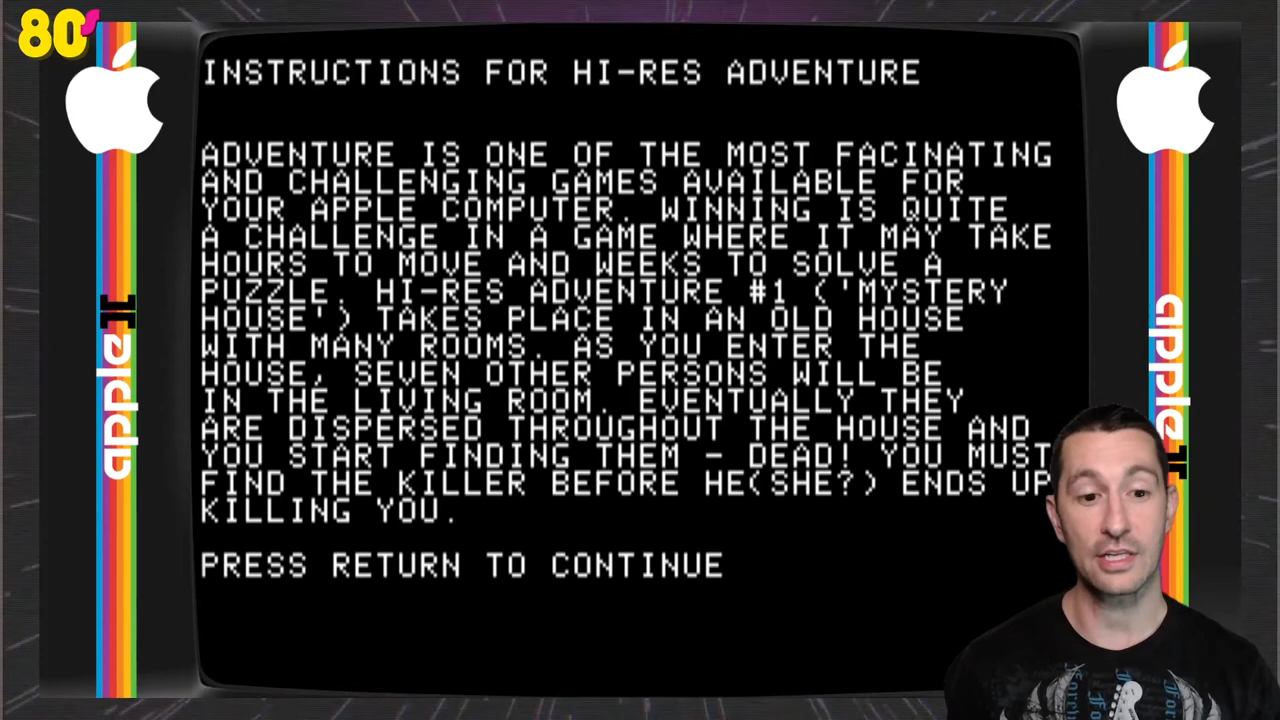 80's
INSTRUCTIONS FOR HI-RES ADVENTURE
ADVENTURE IS ONE OF THE MOST FACINATING
AND CHALLENGING GAMES AVAILABLE FOR
YOUR APPLE COMPUTER. WINNING IS QUITE
A CHALLENGE IN A GAME WHERE IT MAY TAKE
HOURS TO MOVE AND WEEKS TO SOLVE A
PUZZLE. HI-RES ADVENTURE #1 ('MYSTERY
HOUSE') TAKES PLACE IN AN OLD HOUSE
WITH MANY ROOMS. AS YOU ENTER THE
HOUSE, SEVEN OTHER PERSONS WILL BE
IN THE LIVING ROOM. EVENTUALLY THEY
ARE DISPERSED THROUGHOUT THE HOUSE AND
YOU START FINDING THEM - DEAD! YOU MUST
FIND THE KILLER BEFORE HE(SHE?) ENDS UP
KILLING YOU.
PRESS RETURN TO CONTINUE
apple ][
apple ][